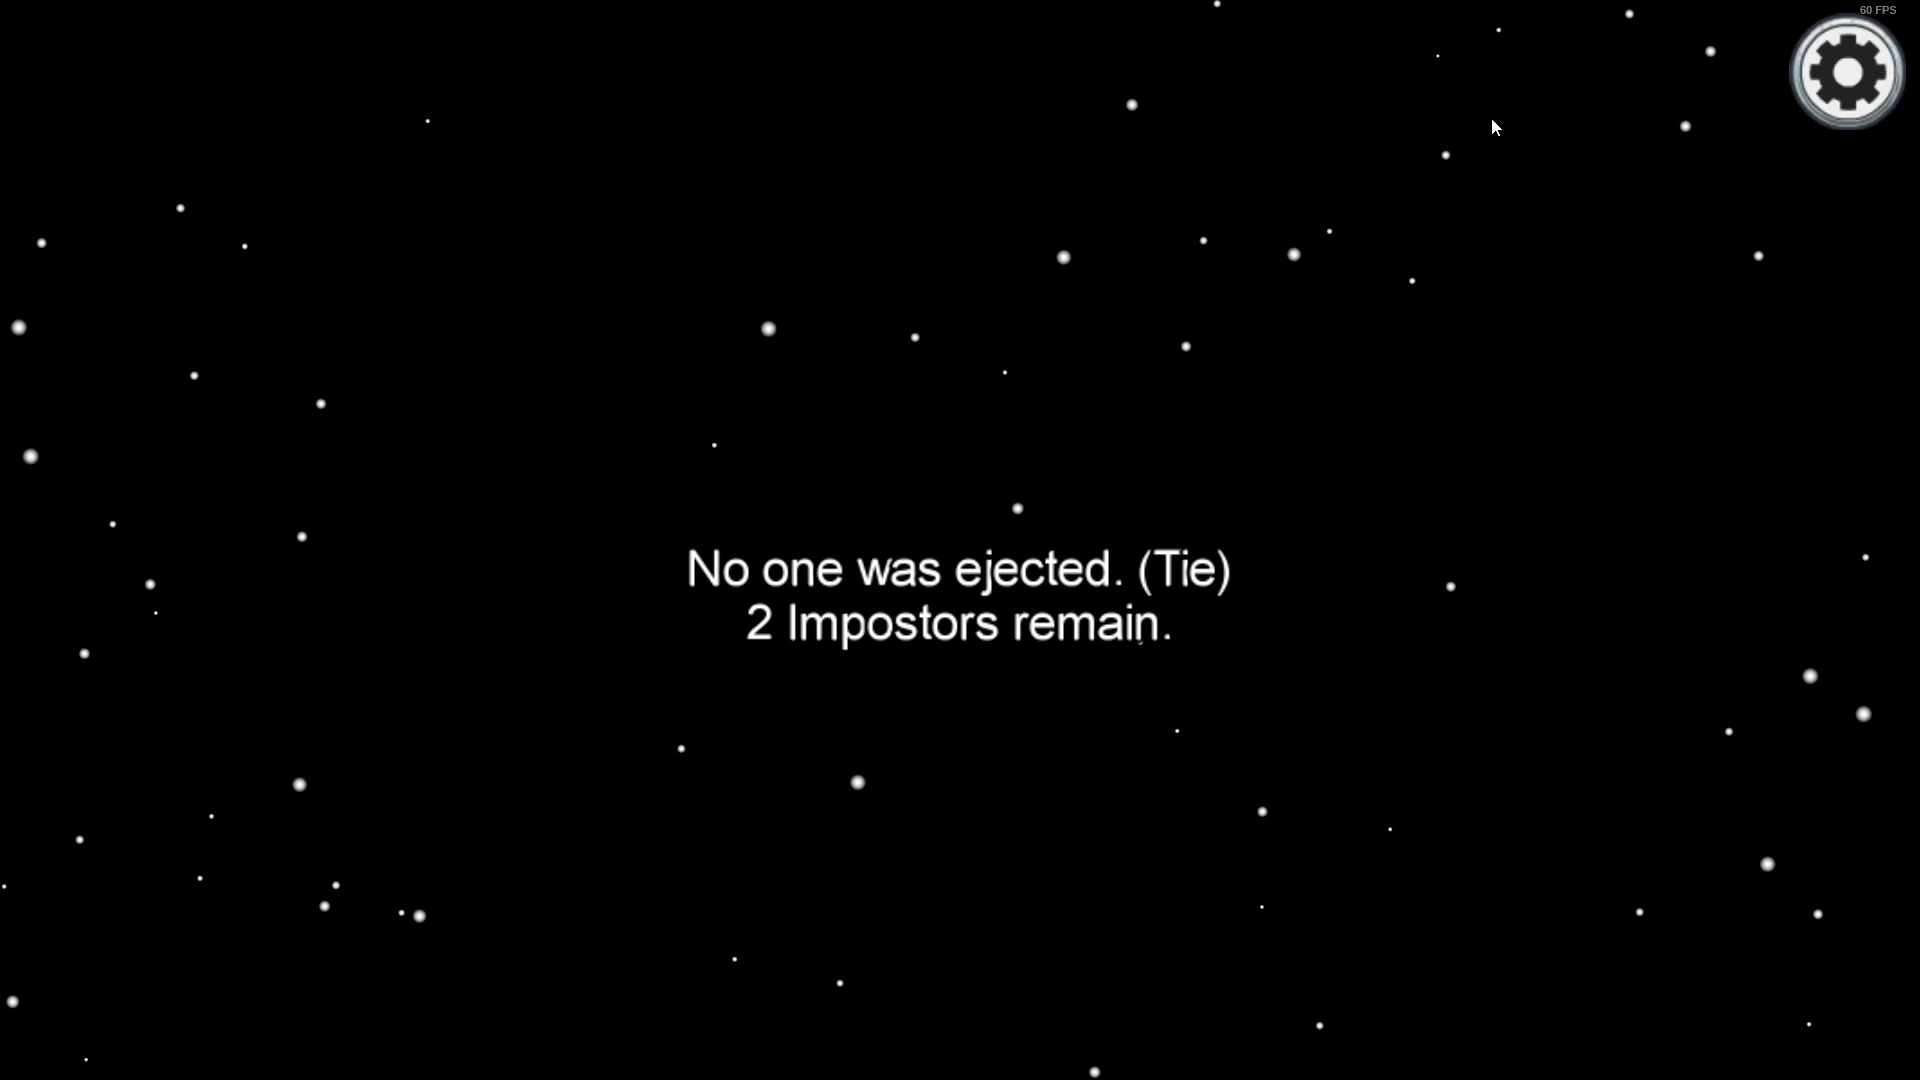 60 FPS
No one was ejected. (Tie)
2 Impostors remain.